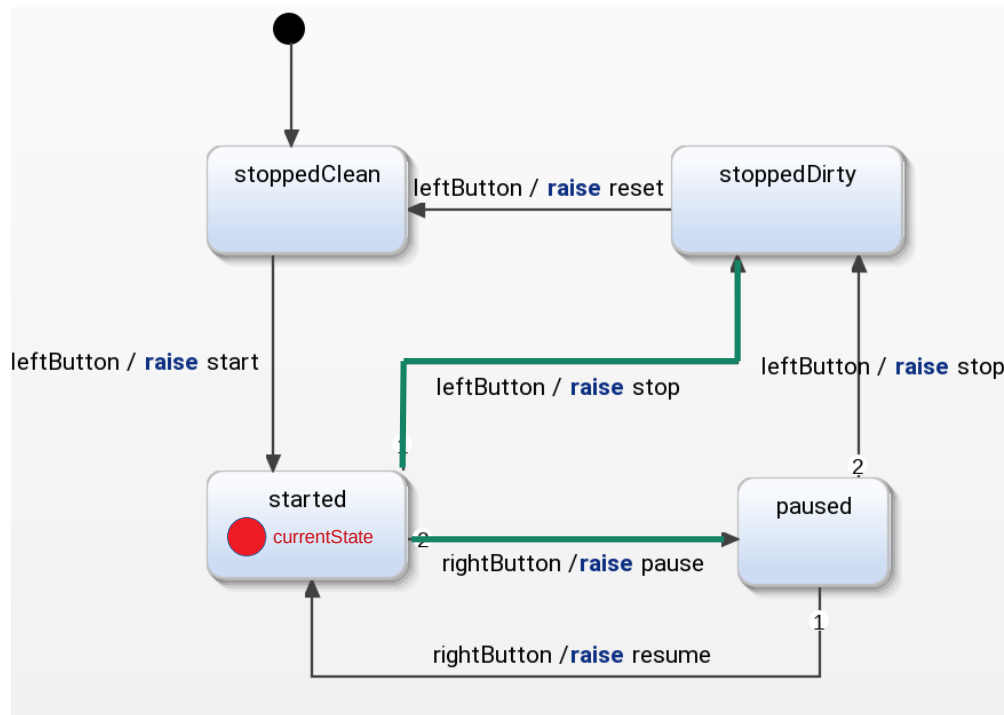 stoppedClean
stoppedDirty
leftButton / raise reset
leftButton / raise start
leftButton / raise stop
leftButton / raise stop
1
2
started
currentState
2
paused
rightButton /raise pause
1
rightButton /raise resume